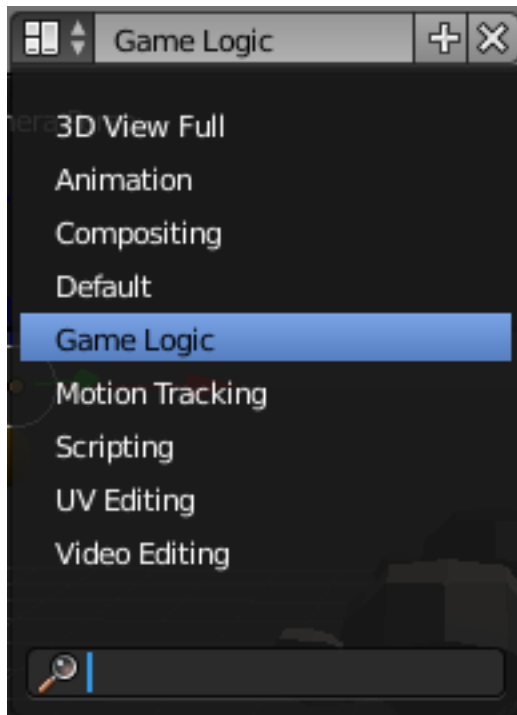 Game Logic
3D View Full
Animation
Compositing
Default
Game Logic
Motion Tracking
Scripting
UV Editing
Video Editing